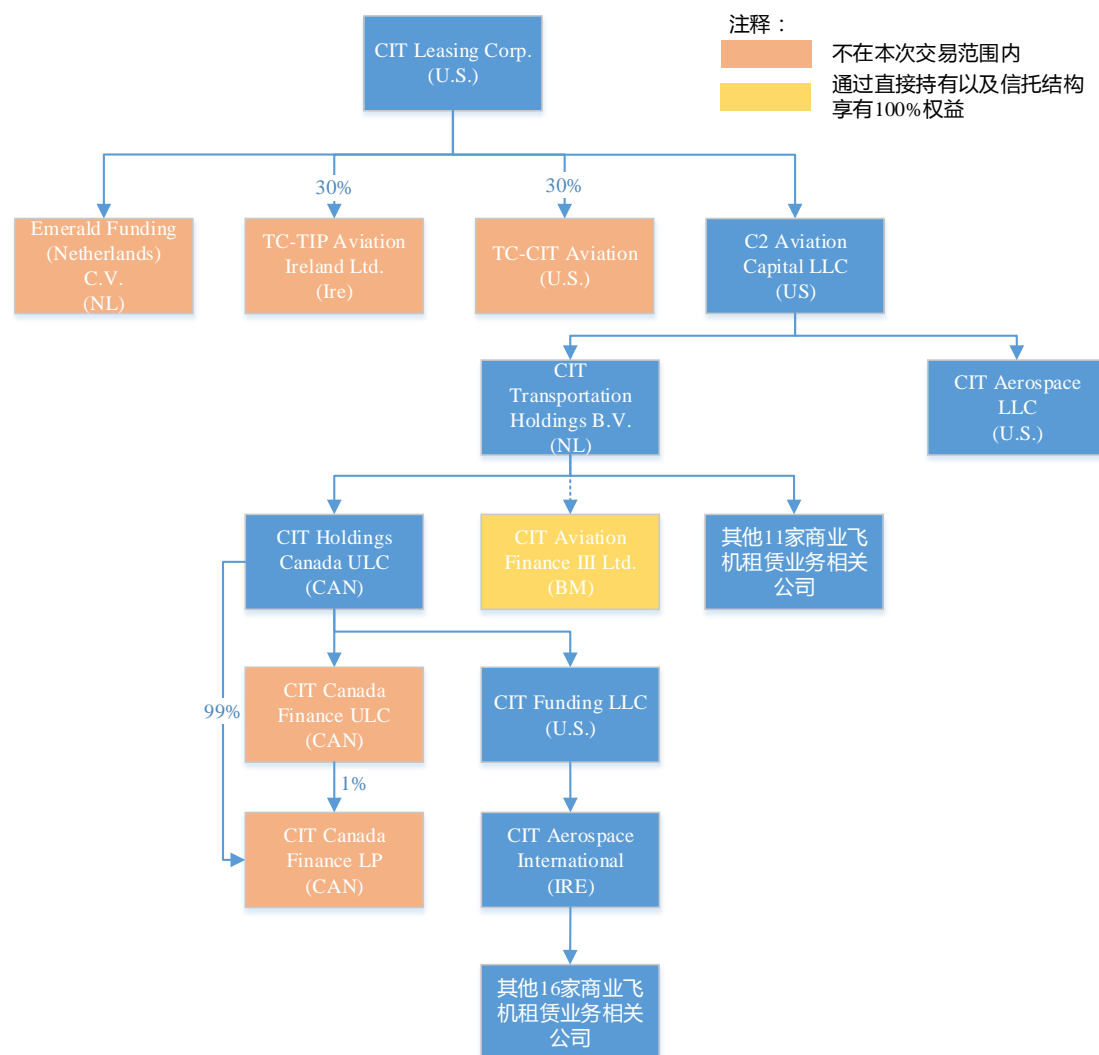 注释：
不在本次交易范围内
通过直接持有以及信托结构
享有100%权益
CIT Leasing Corp.
(U.S.)
30%
30%
Emerald Funding
(Netherlands)
C.V.
(NL)
TC-TIP Aviation
Ireland Ltd.
(Ire)
TC-CIT Aviation
(U.S.)
C2 Aviation
Capital LLC
(US)
CIT
Transportation
Holdings B.V.
(NL)
CIT Aerospace
LLC
(U.S.)
CIT Holdings
Canada ULC
(CAN)
CIT Aviation
Finance III Ltd.
(BM)
其他11家商业飞
机租赁业务相关
公司
99%
CIT Canada
Finance ULC
(CAN)
CIT Funding LLC
(U.S.)
1%
CIT Canada
Finance LP
(CAN)
CIT Aerospace
International
(IRE)
其他16家商业飞
机租赁业务相关
公司